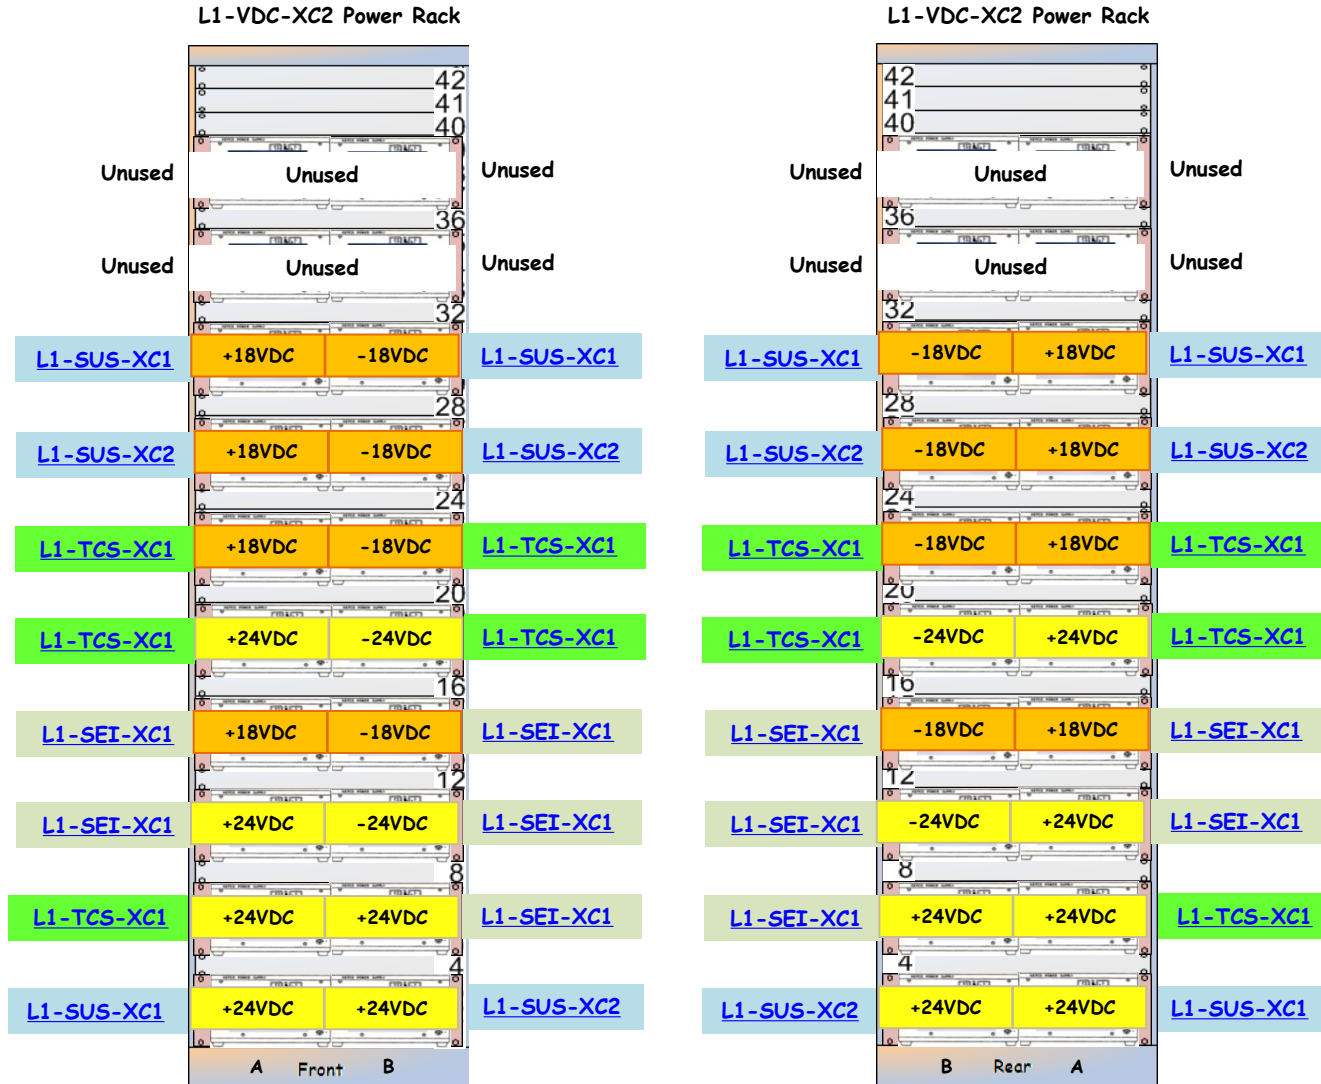 L1-VDC-XC2 Power Rack
42
41
40
Unused Unused Unused
36
Unused Unused Unused
32
L1-SUS-XC1 +18VDC -18VDC L1-SUS-XC1
28
L1-SUS-XC2 +18VDC -18VDC L1-SUS-XC2
24
L1-TCS-XC1 +18VDC -18VDC L1-TCS-XC1
20
L1-TCS-XC1 +24VDC -24VDC L1-TCS-XC1
16
L1-SEI-XC1 +18VDC -18VDC L1-SEI-XC1
12
L1-SEI-XC1 +24VDC -24VDC L1-SEI-XC1
8
L1-TCS-XC1 +24VDC +24VDC L1-SEI-XC1
4
L1-SUS-XC1 +24VDC +24VDC L1-SUS-XC2
A Front B
L1-VDC-XC2 Power Rack
42
41
40
Unused Unused Unused
36
Unused Unused Unused
32
L1-SUS-XC1 -18VDC +18VDC L1-SUS-XC1
28
L1-SUS-XC2 -18VDC +18VDC L1-SUS-XC2
24
L1-TCS-XC1 -18VDC +18VDC L1-TCS-XC1
20
L1-TCS-XC1 -24VDC +24VDC L1-TCS-XC1
16
L1-SEI-XC1 -18VDC +18VDC L1-SEI-XC1
12
L1-SEI-XC1 -24VDC +24VDC L1-SEI-XC1
8
L1-SEI-XC1 +24VDC +24VDC L1-TCS-XC1
4
L1-SUS-XC2 +24VDC +24VDC L1-SUS-XC1
B Rear A